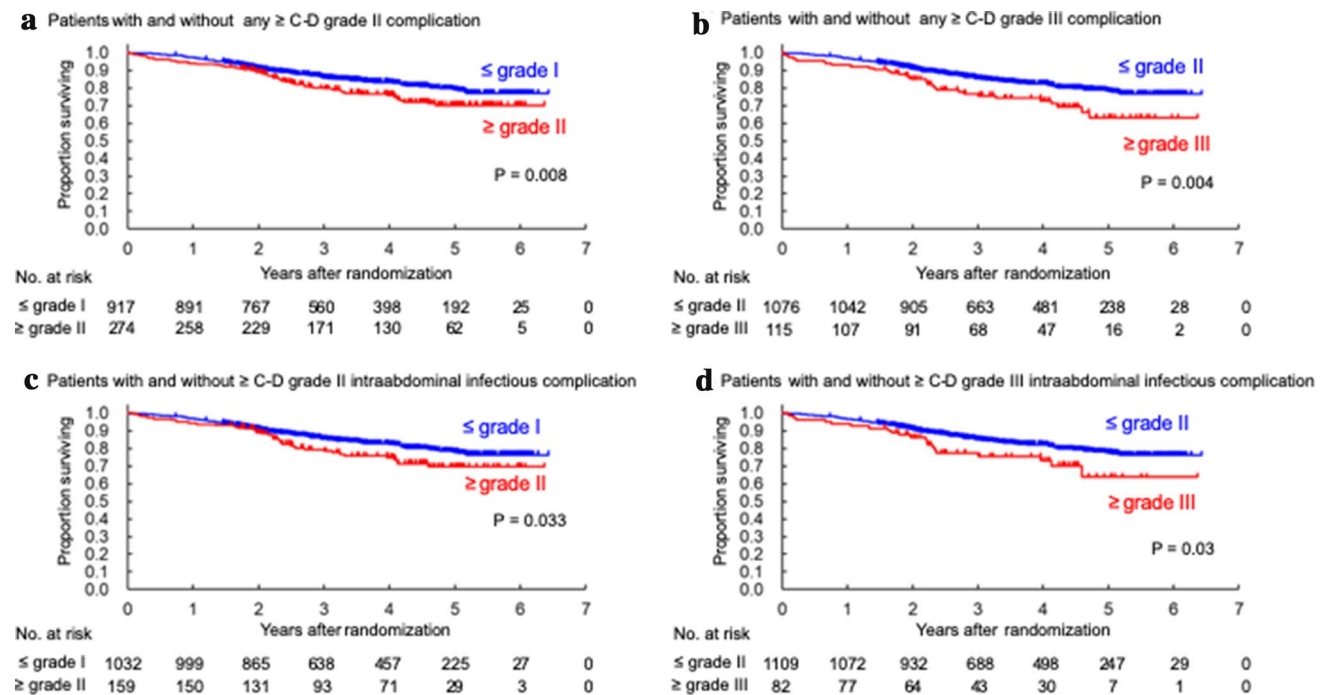 a Patients with and without any ≥ C-D grade II complication
Proportion surviving
1.0
0.9
0.8
0.7
0.6
0.5
0.4
0.3
0.2
0.1
0.0
≤ grade I
≥ grade II
P = 0.008
0 1 2 3 4 5 6 7
Years after randomization
No. at risk
≤ grade I 917 891 767 560 398 192 25 0
≥ grade II 274 258 229 171 130 62 5 0
b Patients with and without any ≥ C-D grade III complication
Proportion surviving
1.0
0.9
0.8
0.7
0.6
0.5
0.4
0.3
0.2
0.1
0.0
≤ grade II
≥ grade III
P = 0.004
0 1 2 3 4 5 6 7
Years after randomization
No. at risk
≤ grade II 1076 1042 905 663 481 238 28 0
≥ grade III 115 107 91 68 47 16 2 0
c Patients with and without ≥ C-D grade II intraabdominal infectious complication
Proportion surviving
1.0
0.9
0.8
0.7
0.6
0.5
0.4
0.3
0.2
0.1
0.0
≤ grade I
≥ grade II
P = 0.033
0 1 2 3 4 5 6 7
Years after randomization
No. at risk
≤ grade I 1032 999 865 638 457 225 27 0
≥ grade II 159 150 131 93 71 29 3 0
d Patients with and without ≥ C-D grade III intraabdominal infectious complication
Proportion surviving
1.0
0.9
0.8
0.7
0.6
0.5
0.4
0.3
0.2
0.1
0.0
≤ grade II
≥ grade III
P = 0.03
0 1 2 3 4 5 6 7
Years after randomization
No. at risk
≤ grade II 1109 1072 932 688 498 247 29 0
≥ grade III 82 77 64 43 30 7 1 0